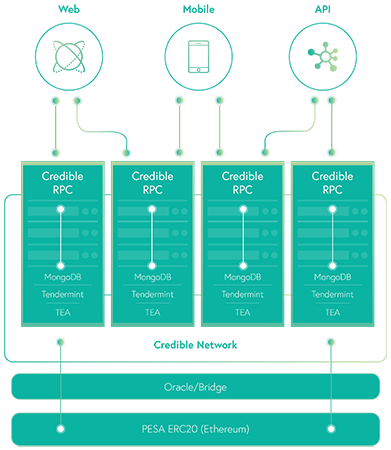 Web
Mobile
API
Credible
RPC
MongoDB
Tendermint
TEA
Credible
RPC
MongoDB
Tendermint
TEA
Credible
RPC
MongoDB
Tendermint
TEA
Credible
RPC
MongoDB
Tendermint
TEA
Credible Network
Oracle/Bridge
PESA ERC20 (Ethereum)